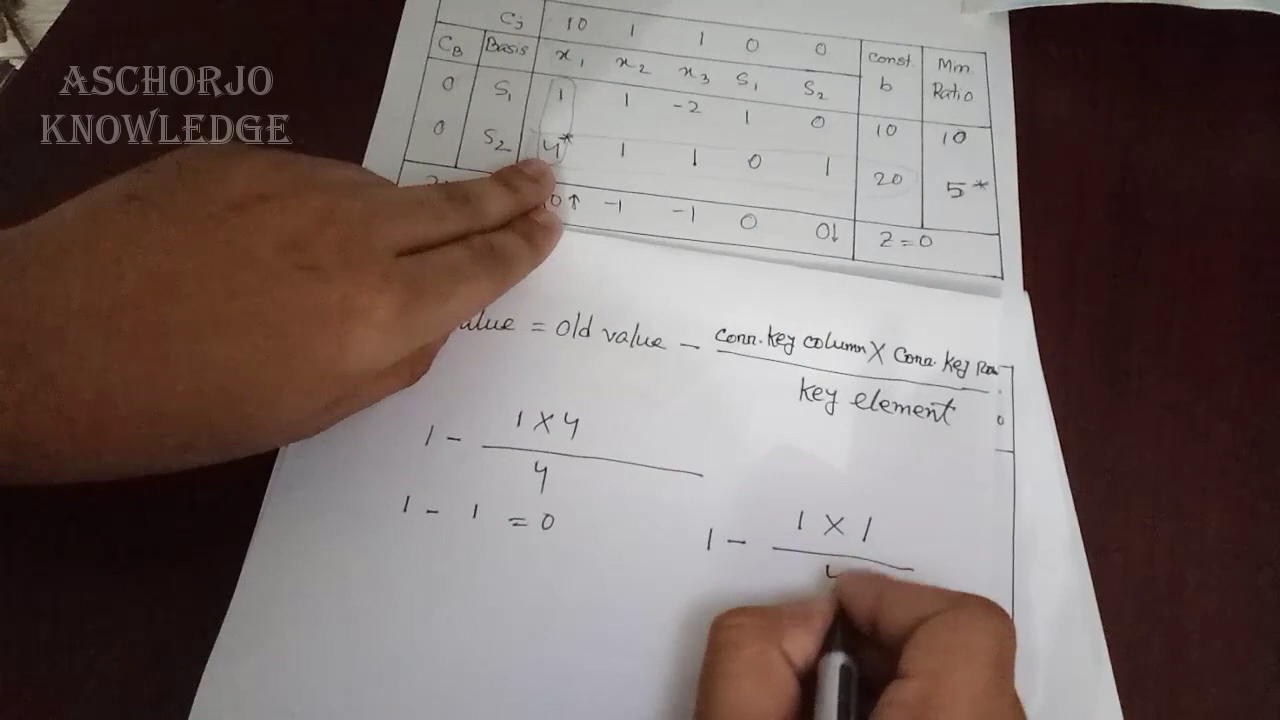 ASCHORJO
KNOWLEDGE
Cj 10 1 1 0 0 Const. b Min. Ratio
CB Basis x1 x2 x3 S1 S2
0 S1 1 1 -2 1 0 10 10
0 S2 4* 1 1 0 1 20 5*
0↑ -1 -1 0 0↓ Z = 0
= Old value - Corr. Key column X Corr. Key Row
Key element
1 - 1 X 4
4
1 - 1 = 0
1 - 1 X 1